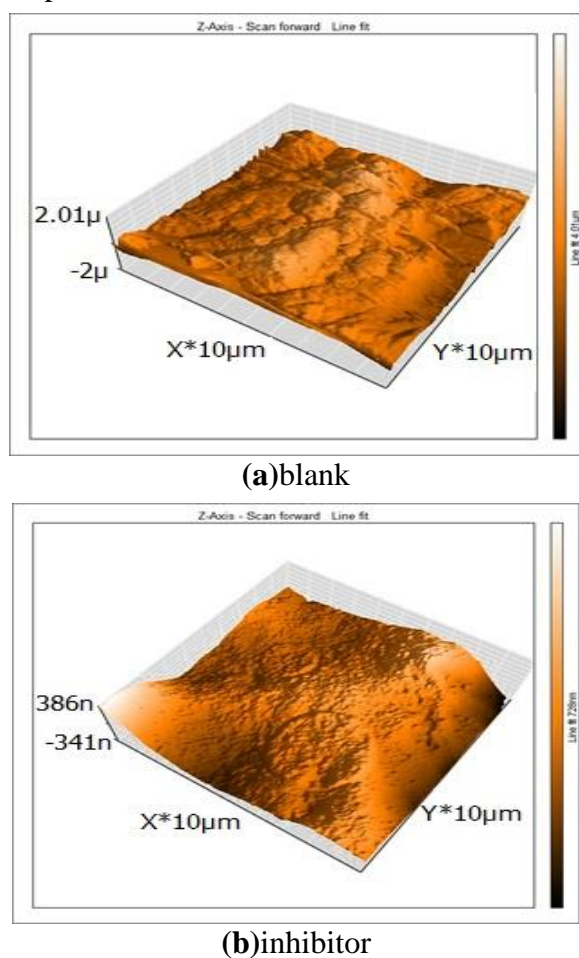 Z-Axis - Scan forward Line fit
2.01µ
-2µ
X*10µm
Y*10µm
Line fit 4.01µm
(a)blank
Z-Axis - Scan forward Line fit
386n
-341n
X*10µm
Y*10µm
Line fit 728nm
(b)inhibitor